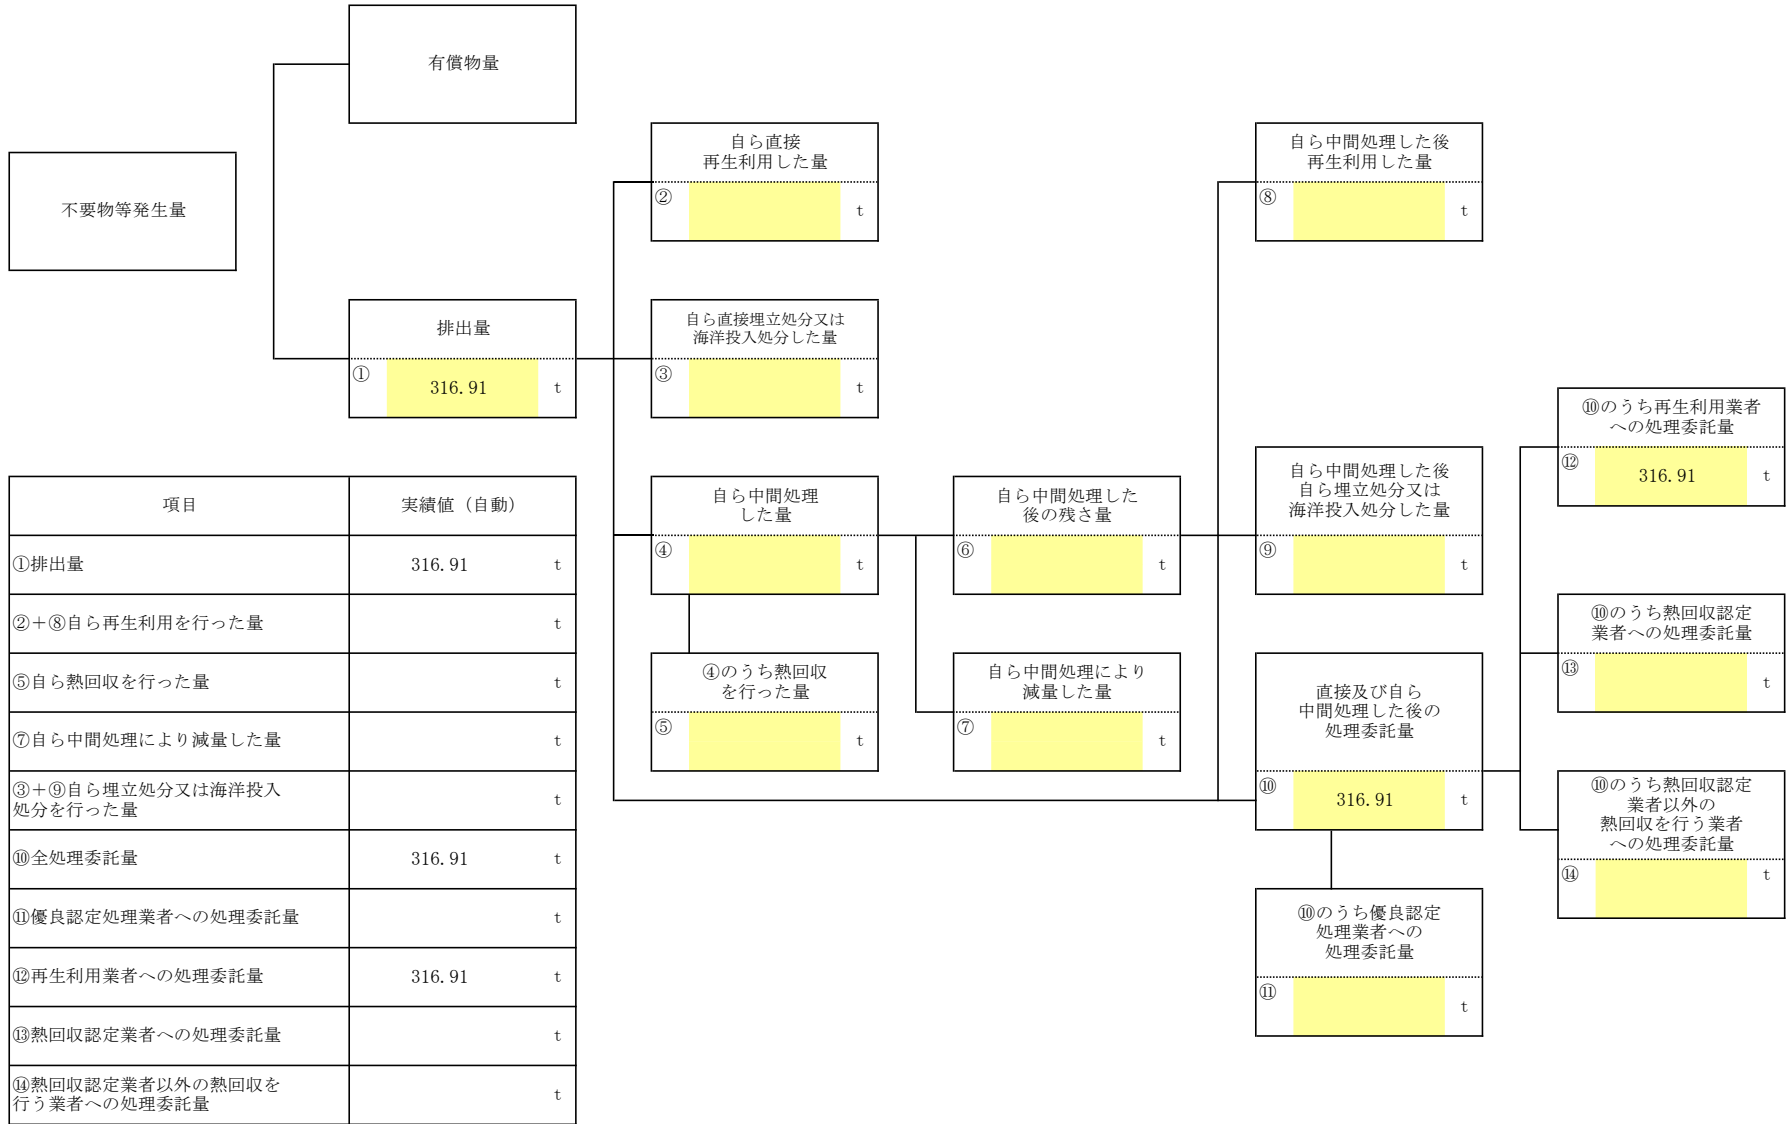 有償物量
不要物等発生量
排出量
①
316.91
t
自ら直接
再生利用した量
②
t
自ら直接埋立処分又は
海洋投入処分した量
③
t
自ら中間処理
した量
④
t
④のうち熱回収
を行った量
⑤
t
自ら中間処理した
後の残さ量
⑥
t
自ら中間処理により
減量した量
⑦
t
自ら中間処理した後
再生利用した量
⑧
t
自ら中間処理した後
自ら埋立処分又は
海洋投入処分した量
⑨
t
直接及び自ら
中間処理した後の
処理委託量
⑩
316.91
t
⑩のうち優良認定
処理業者への
処理委託量
⑪
t
⑩のうち再生利用業者
への処理委託量
⑫
316.91
t
⑩のうち熱回収認定
業者への処理委託量
⑬
t
⑩のうち熱回収認定
業者以外の
熱回収を行う業者
への処理委託量
⑭
t
項目 実績値（自動）
①排出量 316.91 t
②＋⑧自ら再生利用を行った量 t
⑤自ら熱回収を行った量 t
⑦自ら中間処理により減量した量 t
③＋⑨自ら埋立処分又は海洋投入
処分を行った量 t
⑩全処理委託量 316.91 t
⑪優良認定処理業者への処理委託量 t
⑫再生利用業者への処理委託量 316.91 t
⑬熱回収認定業者への処理委託量 t
⑭熱回収認定業者以外の熱回収を
行う業者への処理委託量 t